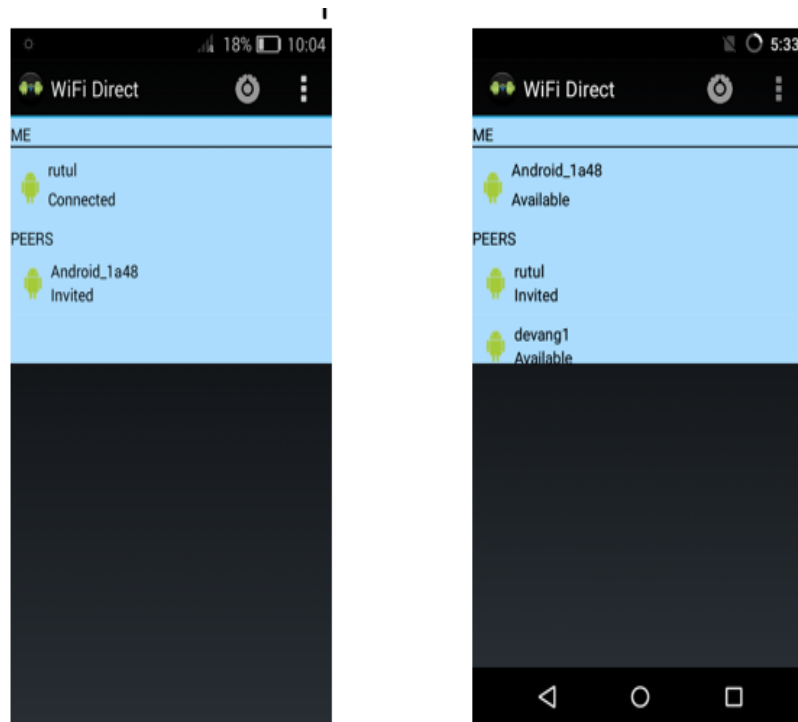 18% 10:04
WiFi Direct
ME
rutul
Connected
PEERS
Android_1a48
Invited
5:33
WiFi Direct
ME
Android_1a48
Available
PEERS
rutul
Invited
devang1
Available